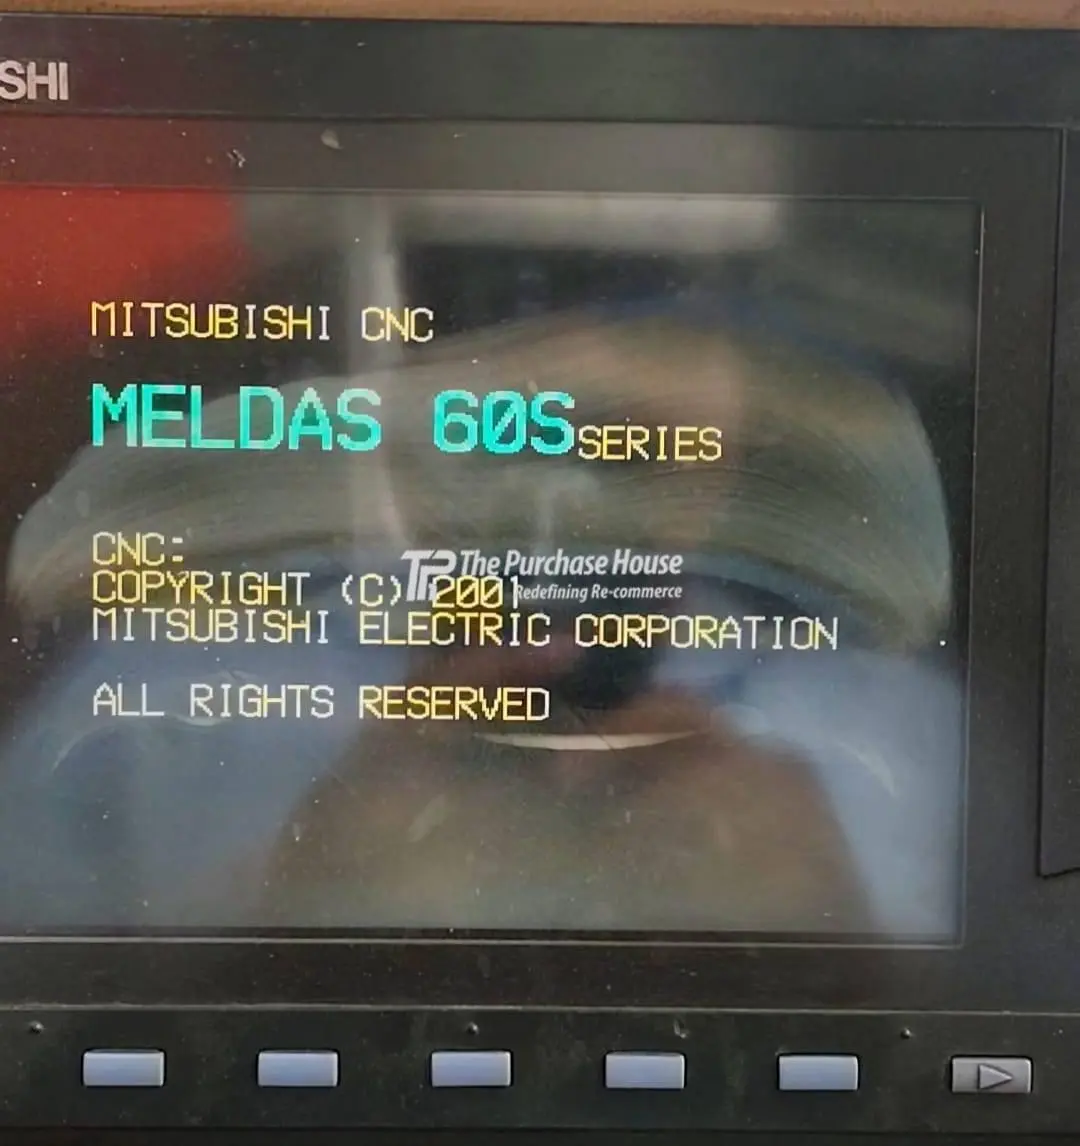 SHI
MITSUBISHI CNC
MELDAS 60S SERIES
CNC:
The Purchase House
COPYRIGHT (C) 2001
Redefining Re-commerce
MITSUBISHI ELECTRIC CORPORATION
ALL RIGHTS RESERVED